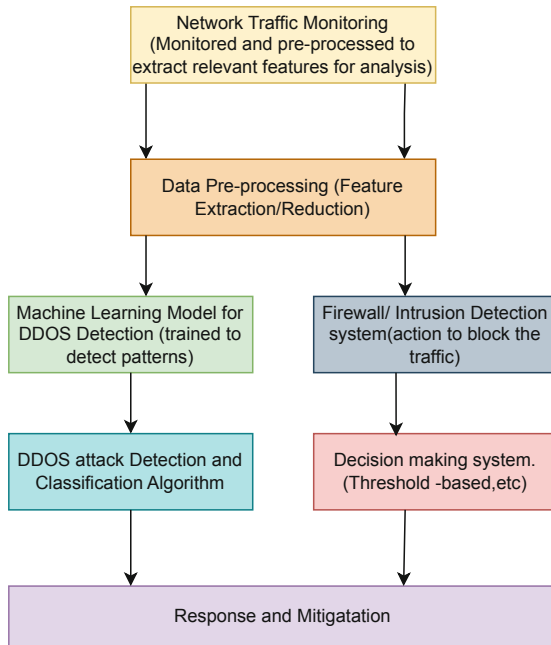 Network Traffic Monitoring
(Monitored and pre-processed to
extract relevant features for analysis)
Data Pre-processing (Feature
Extraction/Reduction)
Machine Learning Model for
DDOS Detection (trained to
detect patterns)
Firewall/ Intrusion Detection
system(action to block the
traffic)
DDOS attack Detection and
Classification Algorithm
Decision making system.
(Threshold -based,etc)
Response and Mitigatation